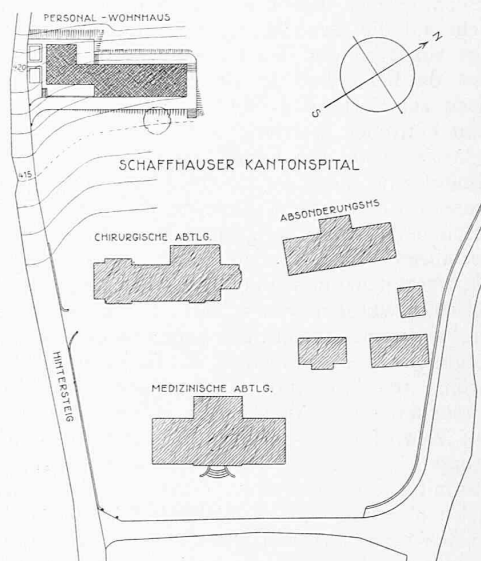 PERSONAL - WOHNHAUS
N
S
420
SCHAFFHAUSER KANTONSPITAL
415
ABSONDERUNGSHS
CHIRURGISCHE ABTLG.
HINTERSTEIG
MEDIZINISCHE ABTLG.